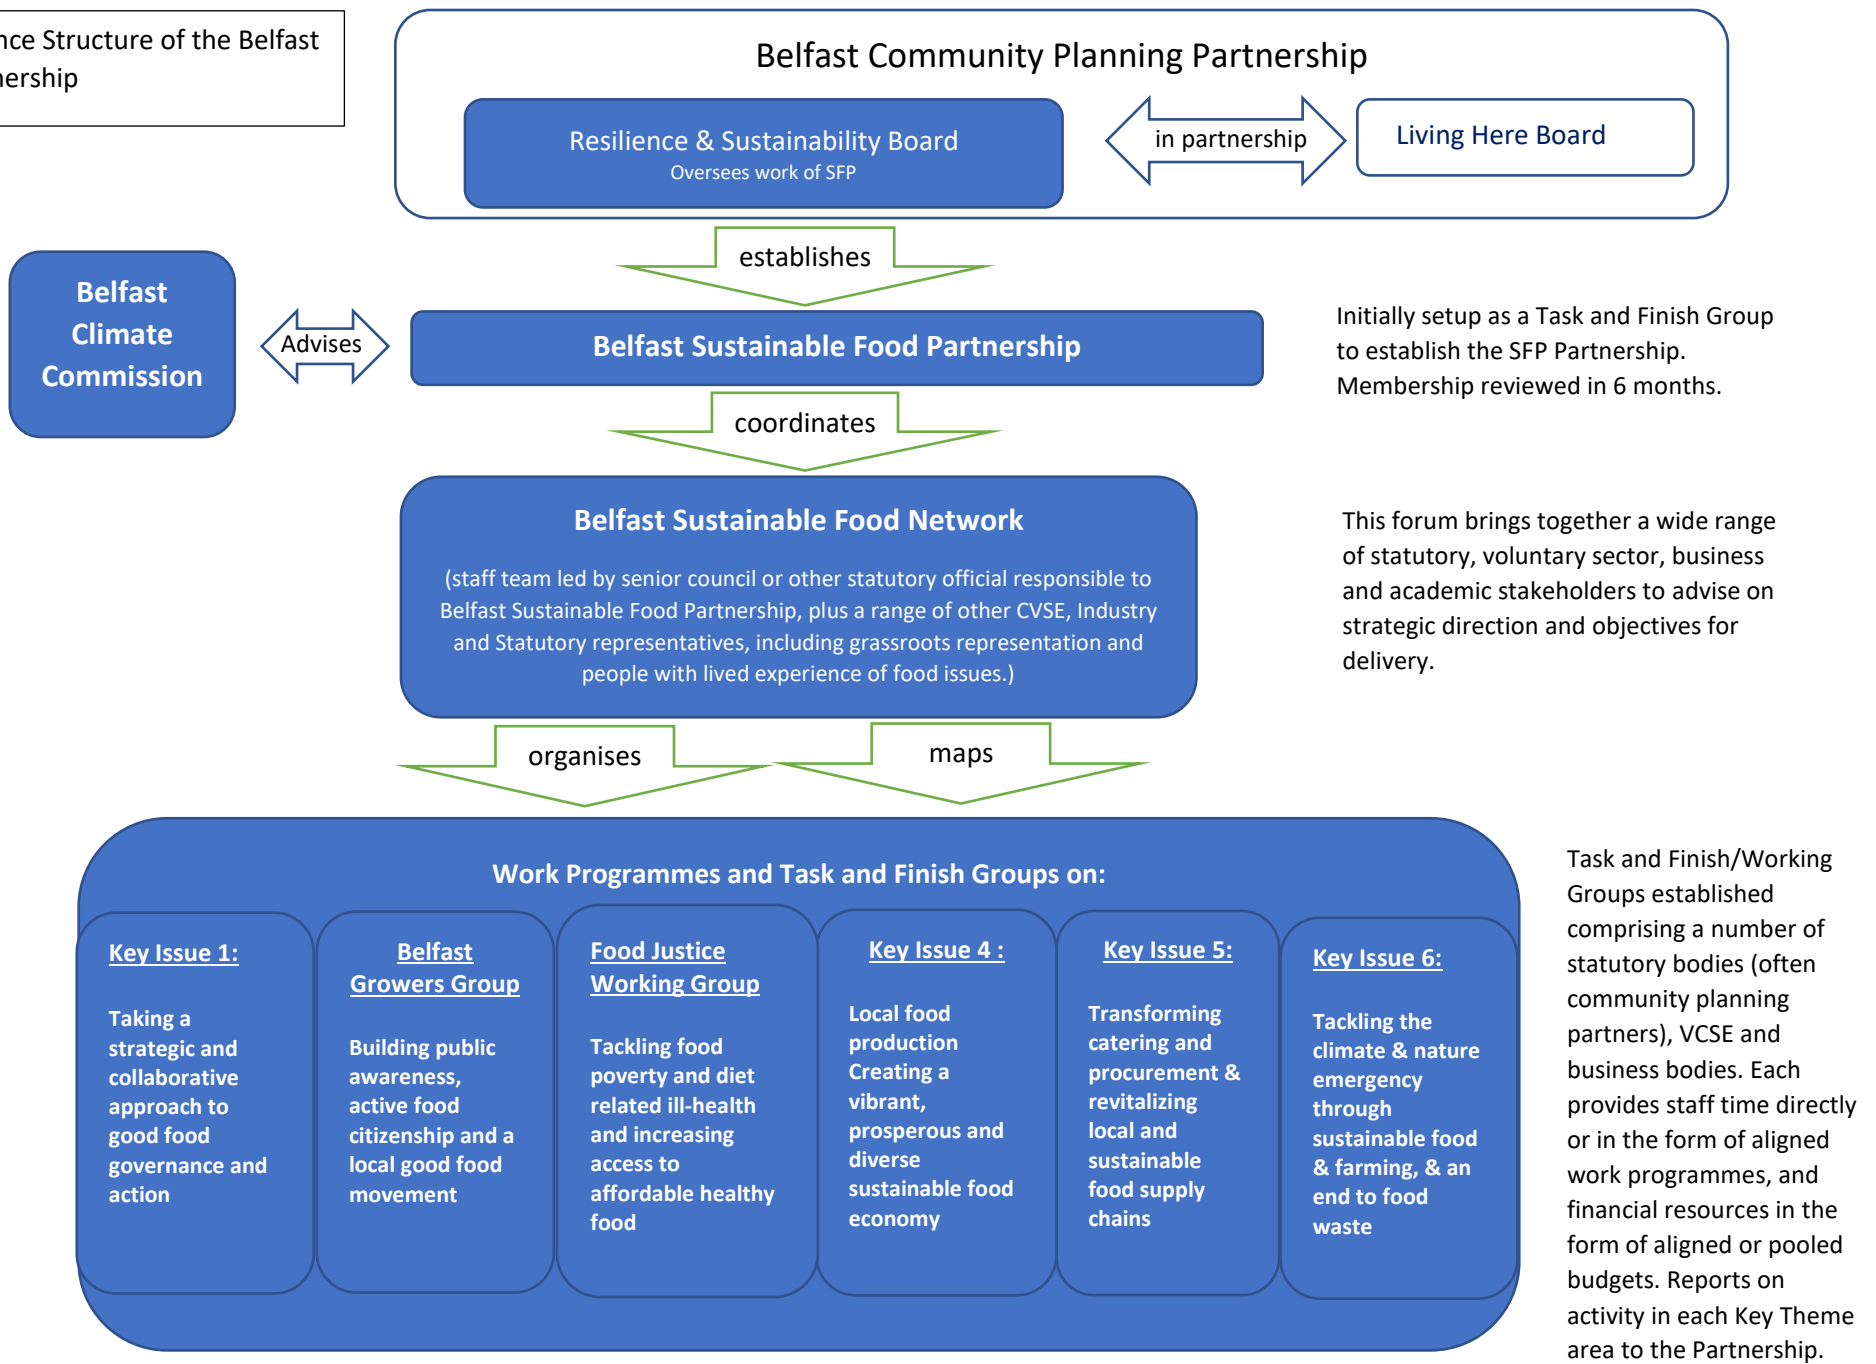 nce Structure of the Belfast
nership
Belfast Community Planning Partnership
Resilience & Sustainability Board
Oversees work of SFP
in partnership
Living Here Board
establishes
Belfast
Climate
Commission
Advises
Belfast Sustainable Food Partnership
Initially setup as a Task and Finish Group
to establish the SFP Partnership.
Membership reviewed in 6 months.
coordinates
Belfast Sustainable Food Network
(staff team led by senior council or other statutory official responsible to
Belfast Sustainable Food Partnership, plus a range of other CVSE, Industry
and Statutory representatives, including grassroots representation and
people with lived experience of food issues.)
This forum brings together a wide range
of statutory, voluntary sector, business
and academic stakeholders to advise on
strategic direction and objectives for
delivery.
organises
maps
Work Programmes and Task and Finish Groups on:
Key Issue 1:
Taking a
strategic and
collaborative
approach to
good food
governance and
action
Belfast
Growers Group
Building public
awareness,
active food
citizenship and a
local good food
movement
Food Justice
Working Group
Tackling food
poverty and diet
related ill-health
and increasing
access to
affordable healthy
food
Key Issue 4 :
Local food
production
Creating a
vibrant,
prosperous and
diverse
sustainable food
economy
Key Issue 5:
Transforming
catering and
procurement &
revitalizing
local and
sustainable
food supply
chains
Key Issue 6:
Tackling the
climate & nature
emergency
through
sustainable food
& farming, & an
end to food
waste
Task and Finish/Working
Groups established
comprising a number of
statutory bodies (often
community planning
partners), VCSE and
business bodies. Each
provides staff time directly
or in the form of aligned
work programmes, and
financial resources in the
form of aligned or pooled
budgets. Reports on
activity in each Key Theme
area to the Partnership.